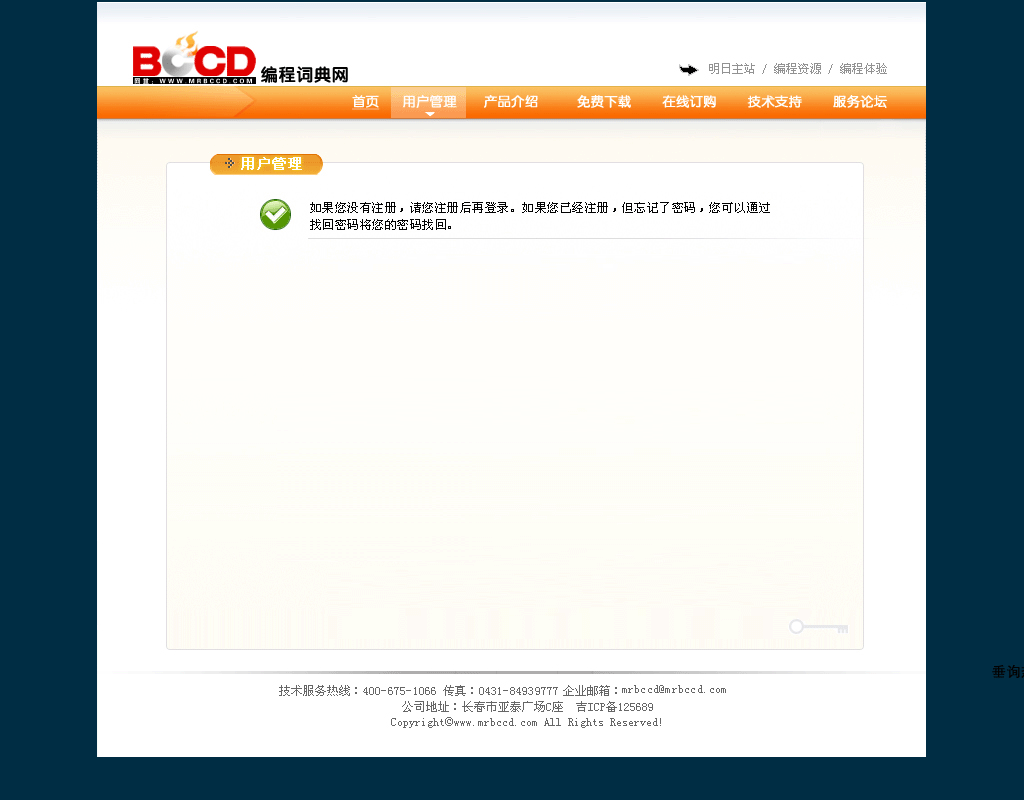 BCCD 编程词典网
网址：WWW.MRBCCD.COM
明日主站 / 编程资源 / 编程体验
首页 用户管理 产品介绍 免费下载 在线订购 技术支持 服务论坛
用户管理
如果您没有注册，请您注册后再登录。如果您已经注册，但忘记了密码，您可以通过
找回密码将您的密码找回。
垂询
技术服务热线：400-675-1066 传真：0431-84939777 企业邮箱：mrbccd@mrbccd.com
公司地址：长春市亚泰广场C座 吉ICP备125689
Copyright©www.mrbccd.com All Rights Reserved!